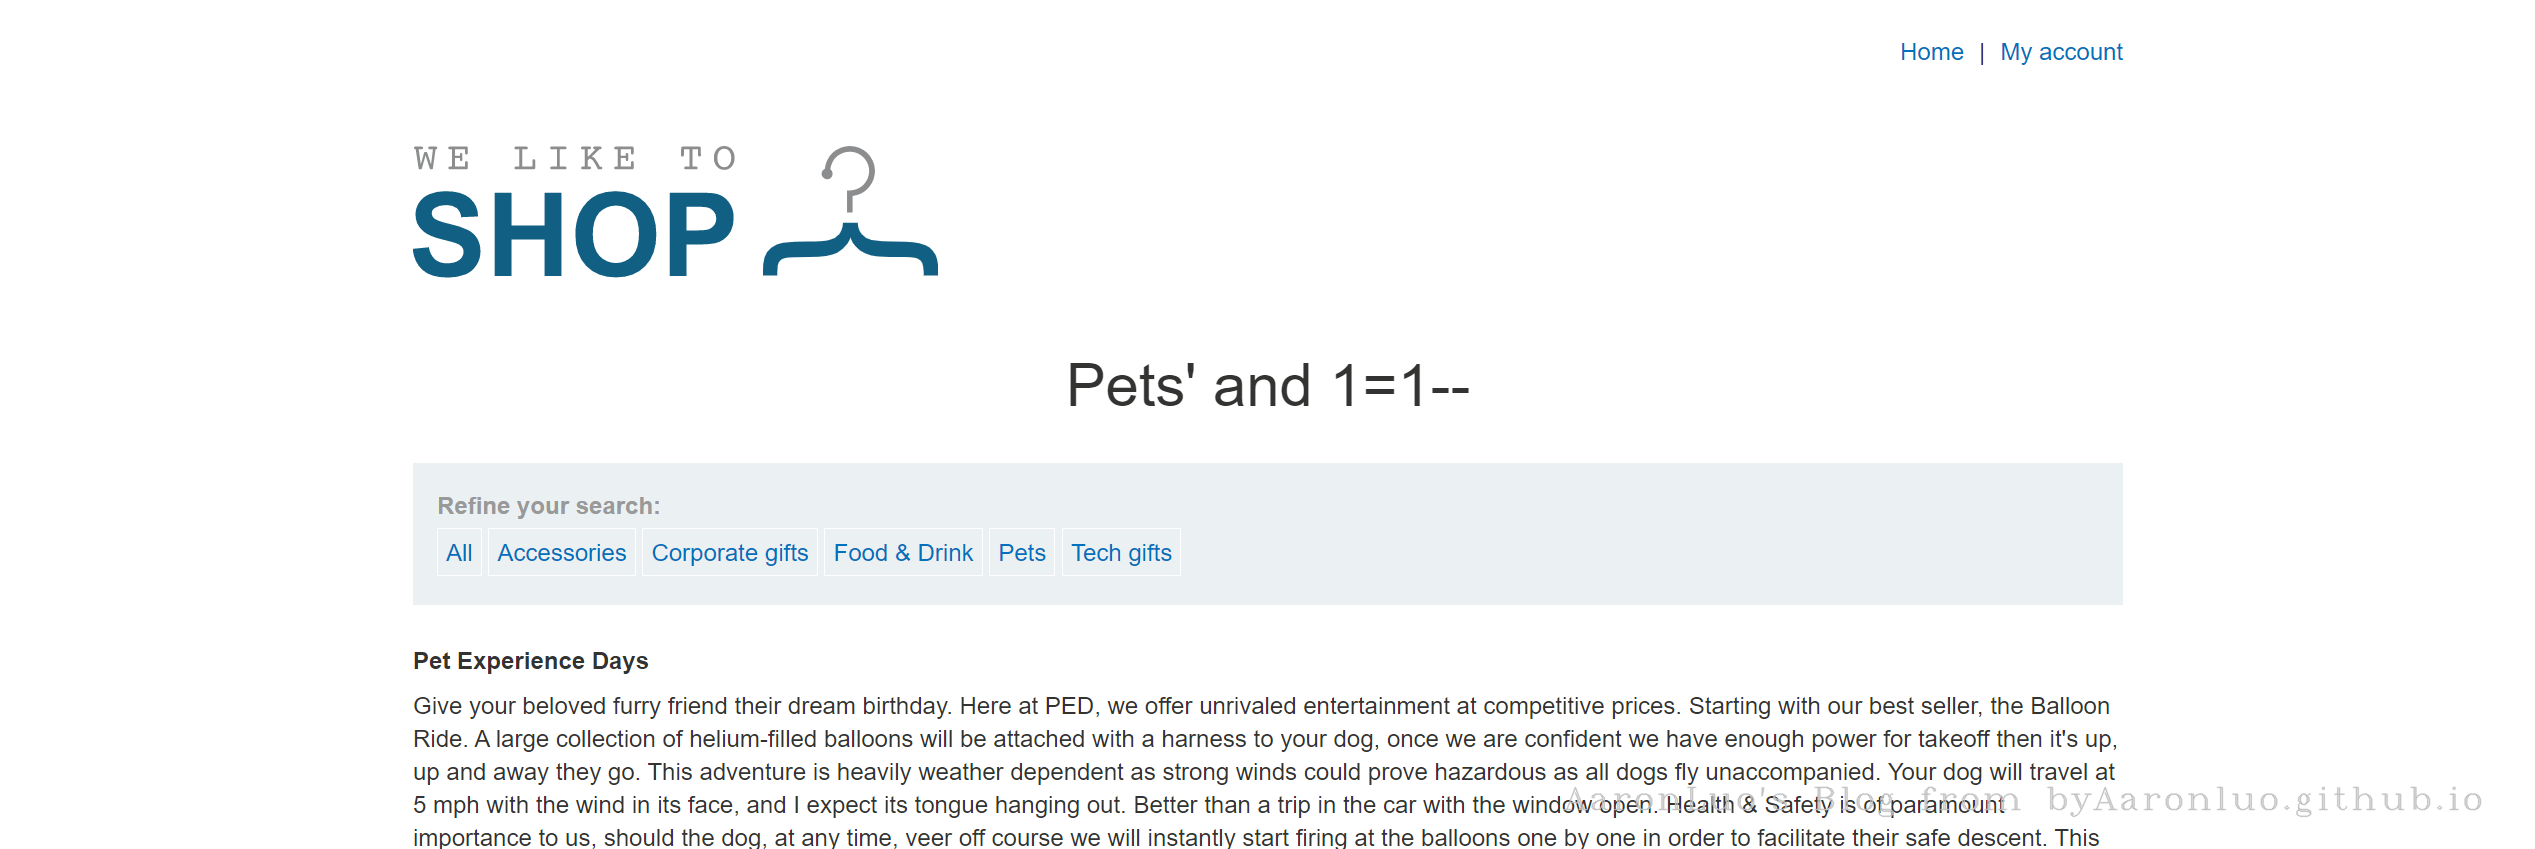 Home | My account
WE LIKE TO
SHOP
Pets' and 1=1--
Refine your search:
All Accessories Corporate gifts Food & Drink Pets Tech gifts
Pet Experience Days
Give your beloved furry friend their dream birthday. Here at PED, we offer unrivaled entertainment at competitive prices. Starting with our best seller, the Balloon
Ride. A large collection of helium-filled balloons will be attached with a harness to your dog, once we are confident we have enough power for takeoff then it's up,
up and away they go. This adventure is heavily weather dependent as strong winds could prove hazardous as all dogs fly unaccompanied. Your dog will travel at
5 mph with the wind in its face, and I expect its tongue hanging out. Better than a trip in the car with the window open. Health & Safety is of paramount
AaronLuo's Blog from byAaronluo.github.io
importance to us, should the dog, at any time, veer off course we will instantly start firing at the balloons one by one in order to facilitate their safe descent. This